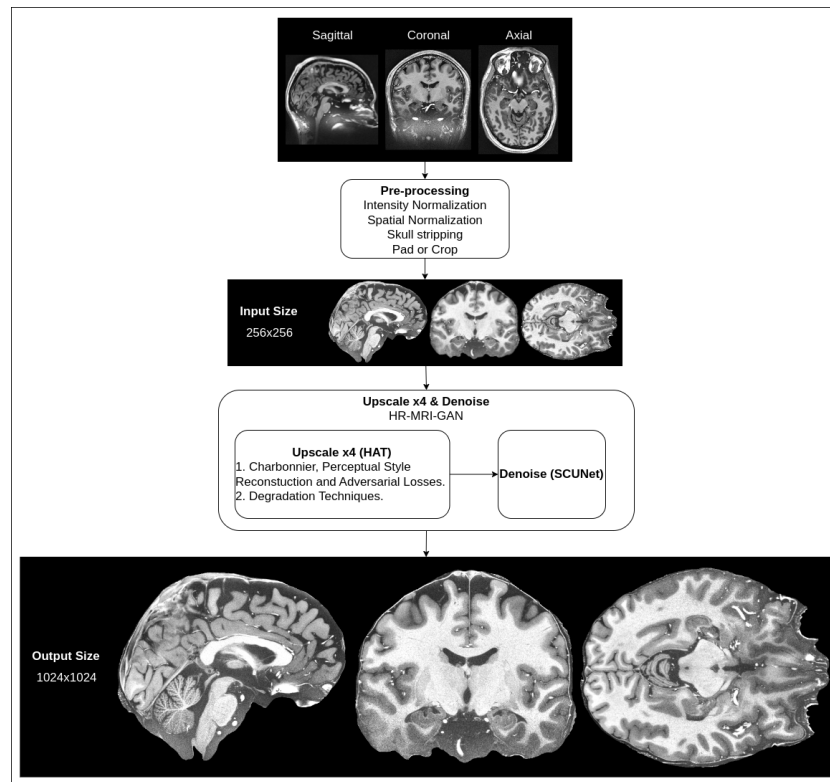 Sagittal
Coronal
Axial
Pre-processing
Intensity Normalization
Spatial Normalization
Skull stripping
Pad or Crop
Input Size
256x256
Upscale x4 & Denoise
HR-MRI-GAN
Upscale x4 (HAT)
1. Charbonnier, Perceptual Style
Reconstuction and Adversarial Losses.
2. Degradation Techniques.
Denoise (SCUNet)
Output Size
1024x1024